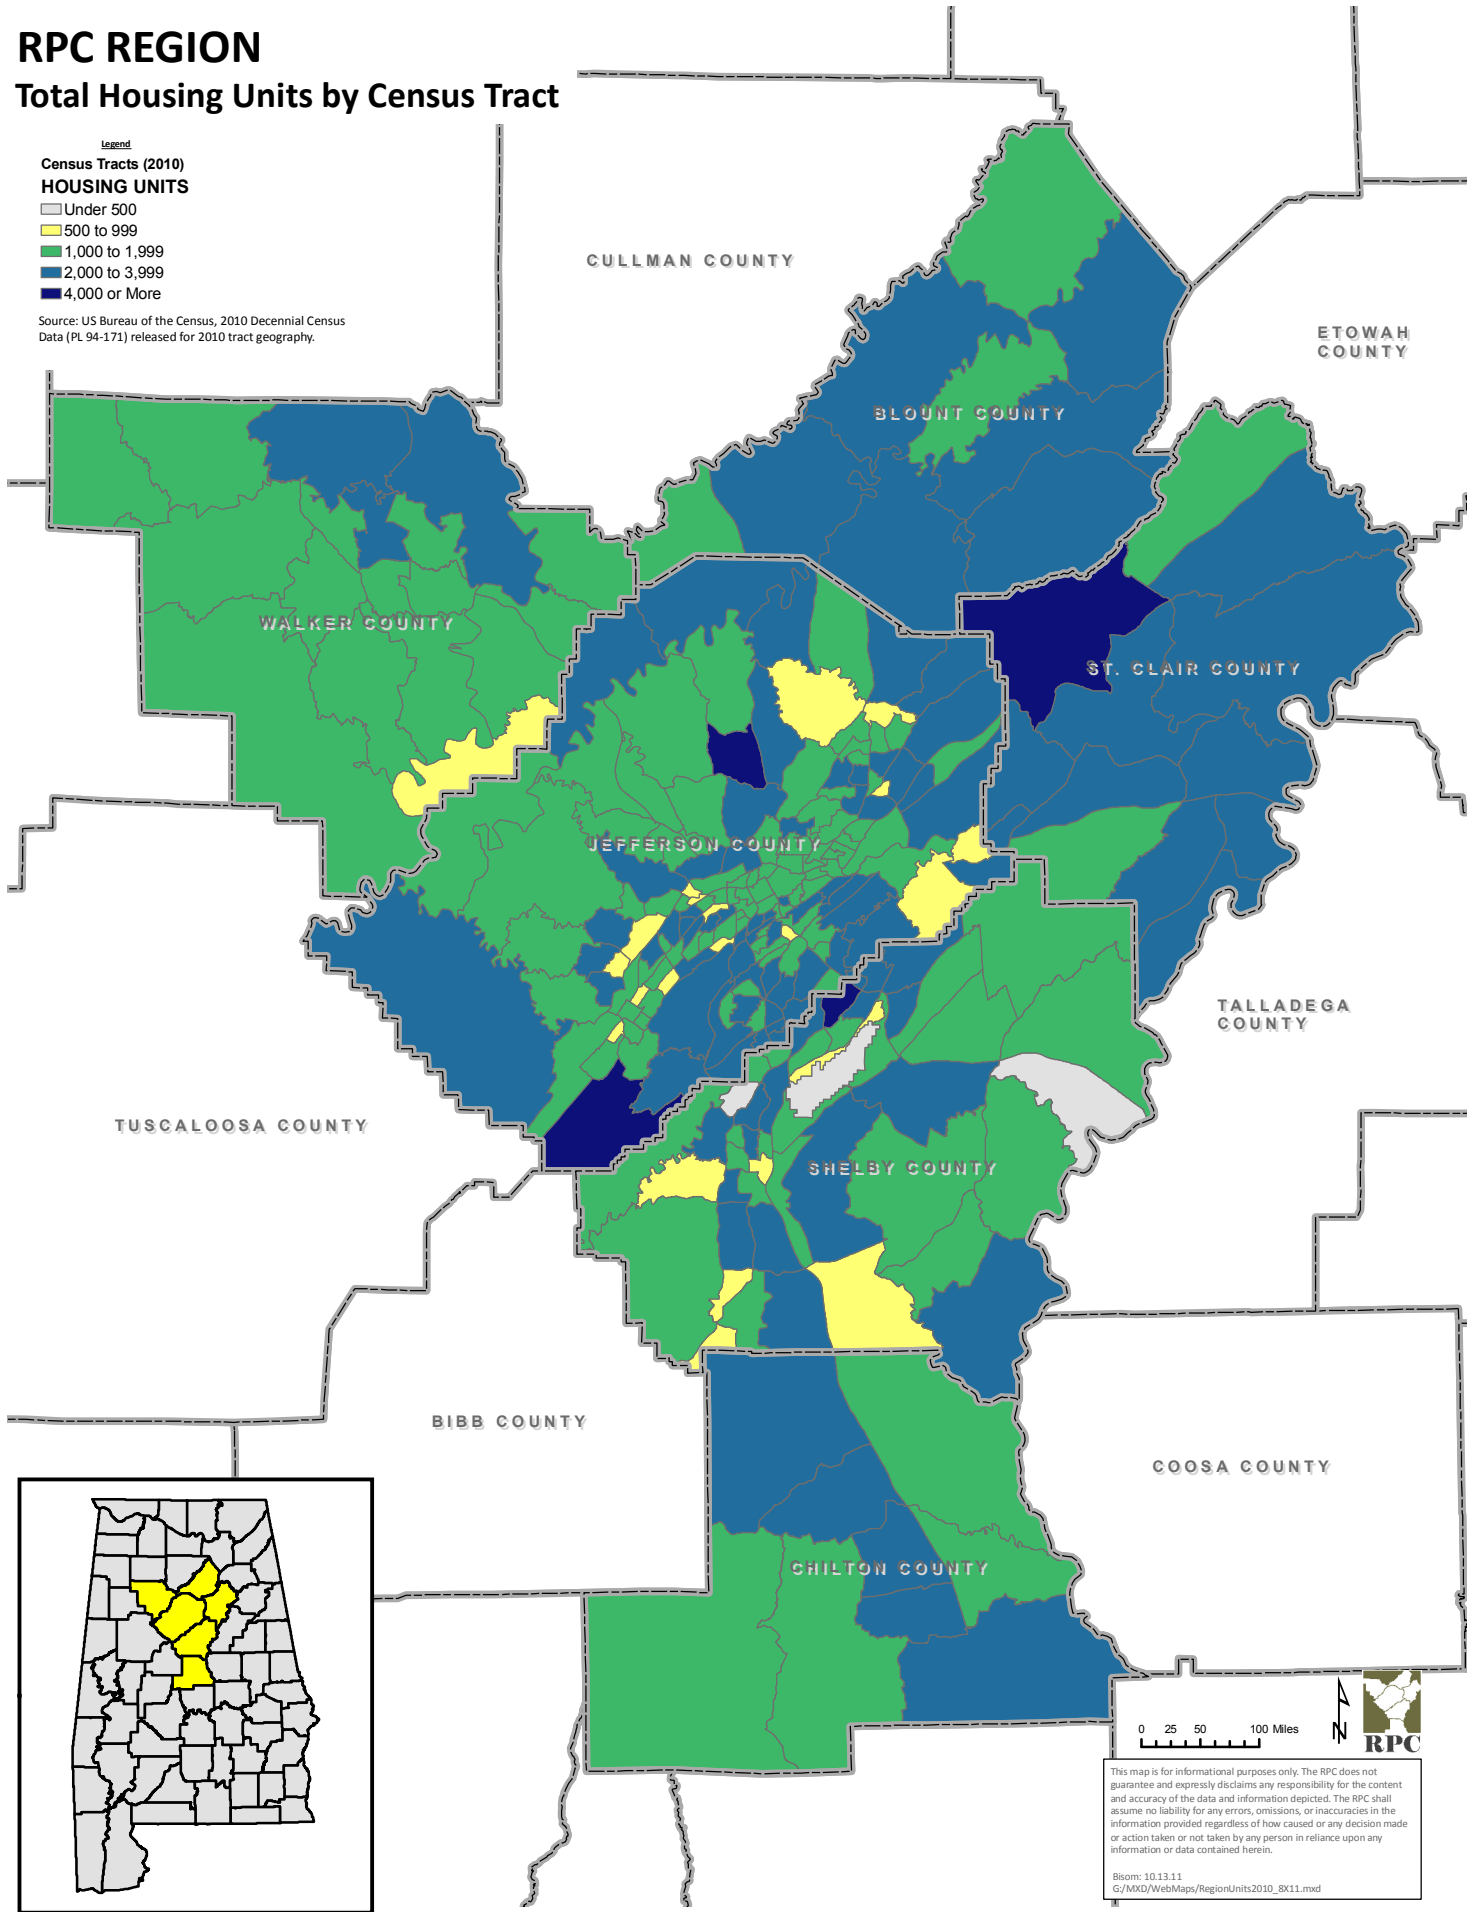 RPC REGION
Total Housing Units by Census Tract
Legend
Census Tracts (2010)
HOUSING UNITS
Under 500
500 to 999
1,000 to 1,999
2,000 to 3,999
4,000 or More
Source: US Bureau of the Census, 2010 Decennial Census
Data (PL 94-171) released for 2010 tract geography.
CULLMAN COUNTY
ETOWAH
COUNTY
BLOUNT COUNTY
WALKER COUNTY
ST. CLAIR COUNTY
JEFFERSON COUNTY
TALLADEGA
COUNTY
TUSCALOOSA COUNTY
SHELBY COUNTY
BIBB COUNTY
COOSA COUNTY
CHILTON COUNTY
0 25 50 100 Miles
N
RPC
This map is for informational purposes only. The RPC does not
guarantee and expressly disclaims any responsibility for the content
and accuracy of the data and information depicted. The RPC shall
assume no liability for any errors, omissions, or inaccuracies in the
information provided regardless of how caused or any decision made
or action taken or not taken by any person in reliance upon any
information or data contained herein.
Bisom: 10.13.11
G:/MXD/WebMaps/RegionUnits2010_8X11.mxd